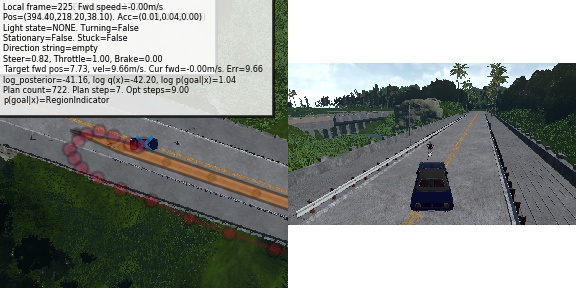 Local frame=225. Fwd speed=-0.00m/s
Pos=(394.40,218.20,38.10). Acc=(0.01,0.04,0.00)
Light state=NONE. Turning=False
Stationary=False. Stuck=False
Direction string=empty
Steer=0.82, Throttle=1.00, Brake=0.00
Target fwd pos=7.73, vel=9.66m/s. Cur fwd=-0.00m/s. Err=9.66
log_posterior=-41.16, log q(x)=-42.20, log p(goal|x)=1.04
Plan count=722. Plan step=7. Opt steps=9.00
p(goal|x)=RegionIndicator